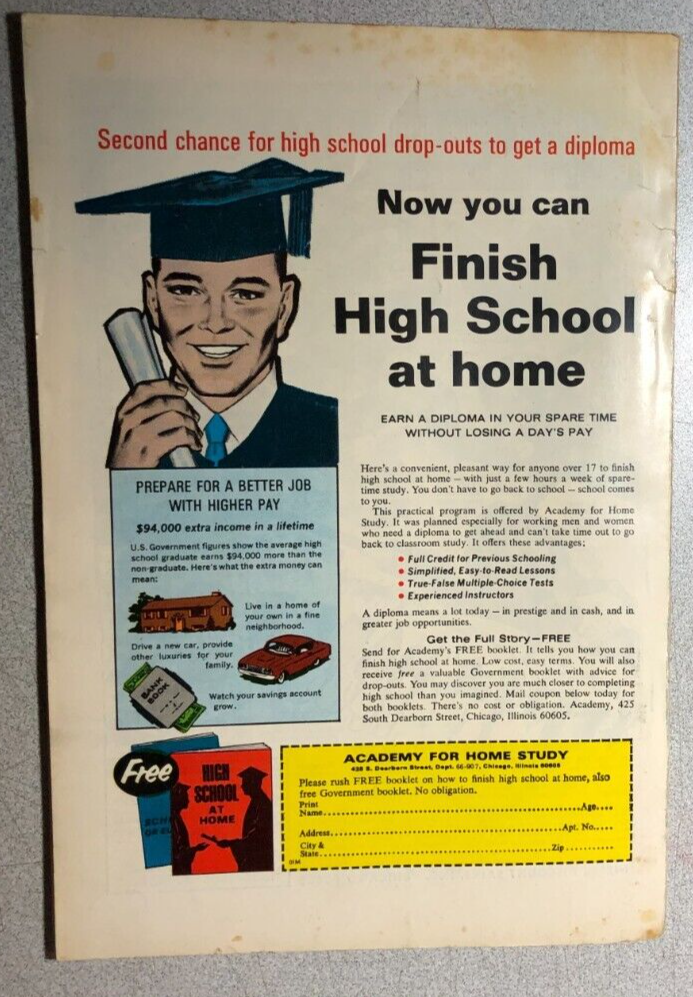 Second chance for high school drop-outs to get a diploma
Now you can
Finish
High School
at home
EARN A DIPLOMA IN YOUR SPARE TIME
WITHOUT LOSING A DAY'S PAY
PREPARE FOR A BETTER JOB
WITH HIGHER PAY
$94,000 extra income in a lifetime
U.S. Government figures show the average high
school graduate earns $94,000 more than the
non-graduate. Here's what the extra money can
mean:
Live in a home of
your own in a fine
neighborhood.
Drive a new car, provide
other luxuries for your
family.
BANK
BOOK
Watch your savings account
grow.
Here's a convenient, pleasant way for anyone over 17 to finish
high school at home — with just a few hours a week of spare-
time study. You don't have to go back to school — school comes
to you.
This practical program is offered by Academy for Home
Study. It was planned especially for working men and women
who need a diploma to get ahead and can't take time out to go
back to classroom study. It offers these advantages:
• Full Credit for Previous Schooling
• Simplified, Easy-to-Read Lessons
• True-False Multiple-Choice Tests
• Experienced Instructors
A diploma means a lot today — in prestige and in cash, and in
greater job opportunities.
Get the Full Story—FREE
Send for Academy's FREE booklet. It tells you how you can
finish high school at home. Low cost, easy terms. You will also
receive free a valuable Government booklet with advice for
drop-outs. You may discover you are much closer to completing
high school than you imagined. Mail coupon below today for
both booklets. There's no cost or obligation. Academy, 425
South Dearborn Street, Chicago, Illinois 60605.
Free
HIGH
SCHOOL
AT
HOME
ACADEMY FOR HOME STUDY
S. Dearborn Street, Dept. Chicago, Illinois 60605
Please rush FREE booklet on how to finish high school at home, also
free Government booklet. No obligation.
Print
Name Age
Address Apt. No.
City &
State Zip